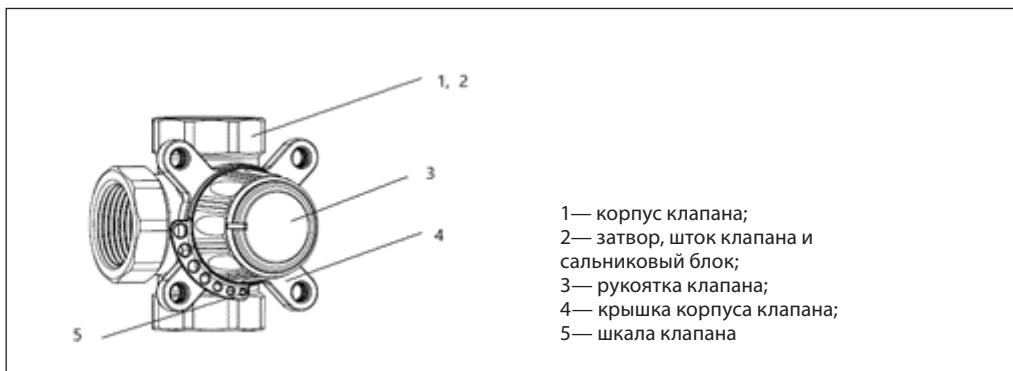 1, 2
3
4
5
1— корпус клапана;
2— затвор, шток клапана и
сальниковый блок;
3— рукоятка клапана;
4— крышка корпуса клапана;
5— шкала клапана